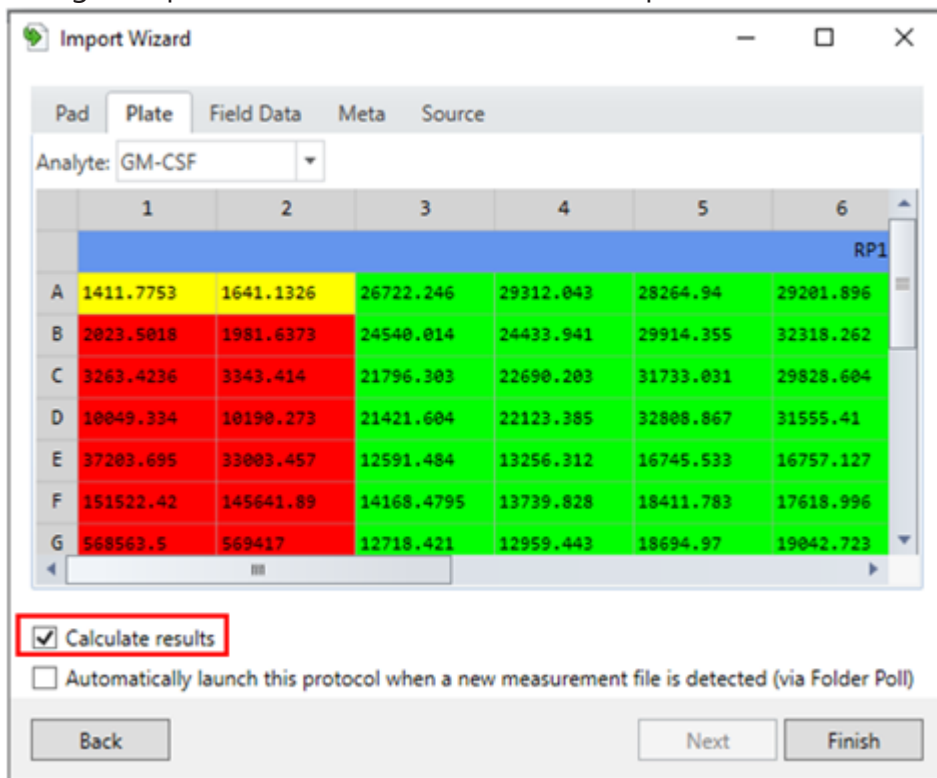 Import Wizard
Pad Plate Field Data Meta Source
Analyte: GM-CSF
1 2 3 4 5 6
RP1
A 1411.7753 1641.1326 26722.246 29312.043 28264.94 29201.896
B 2023.5018 1981.6373 24540.014 24433.941 29914.355 32318.262
C 3263.4236 3343.414 21796.303 22690.203 31733.031 29828.604
D 10049.334 10190.273 21421.604 22123.385 32808.867 31555.41
E 37203.695 33003.457 12591.484 13256.312 16745.533 16757.127
F 151522.42 145641.89 14168.4795 13739.828 18411.783 17618.996
G 568563.5 569417 12718.421 12959.443 18694.97 19042.723
Calculate results
Automatically launch this protocol when a new measurement file is detected (via Folder Poll)
Back Next Finish